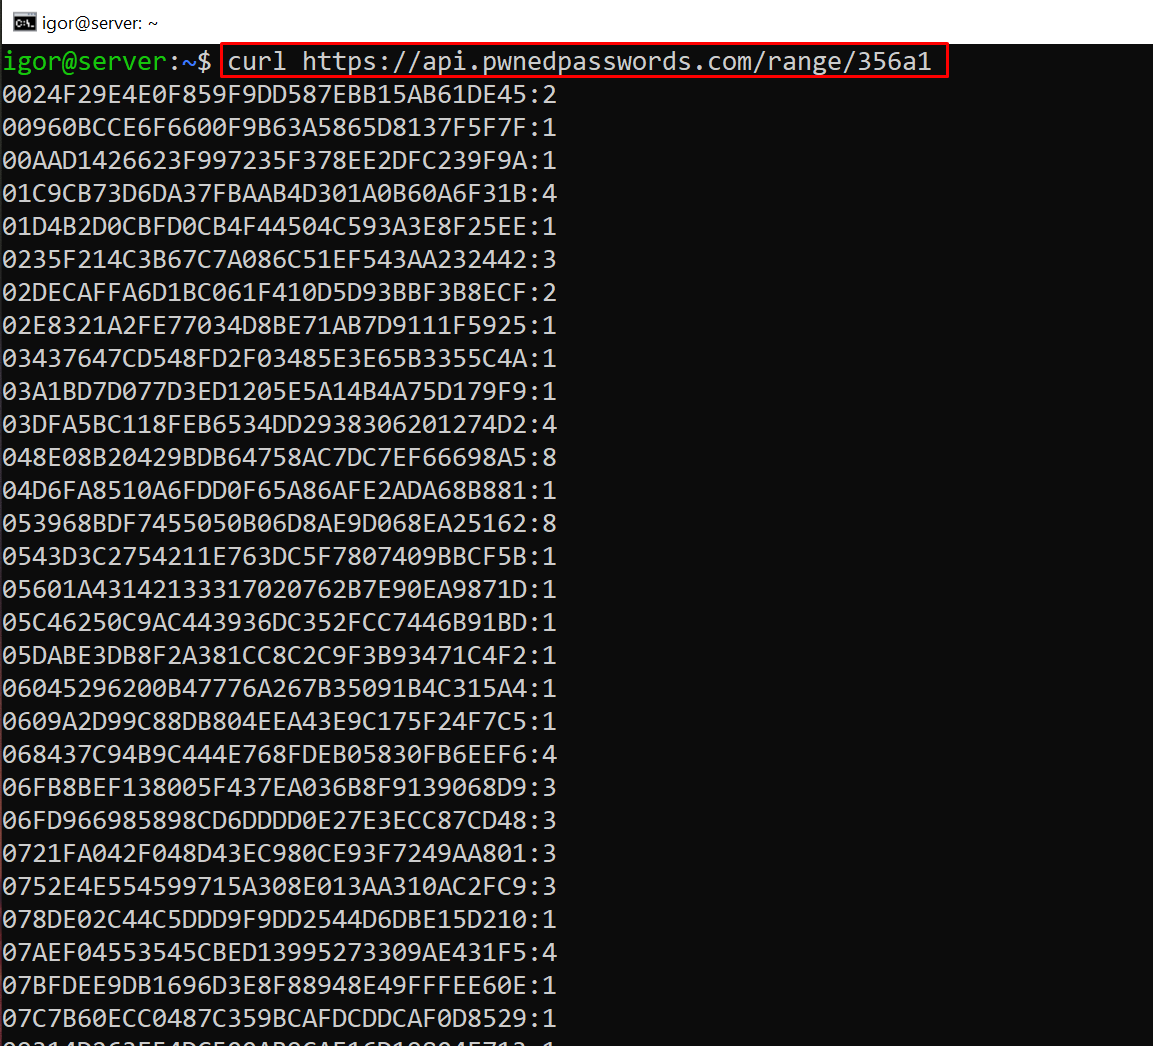 igor@server: ~
igor@server:~$ curl https://api.pwnedpasswords.com/range/356a1
0024F29E4E0F859F9DD587EBB15AB61DE45:2
00960BCCE6F6600F9B63A5865D8137F5F7F:1
00AAD1426623F997235F378EE2DFC239F9A:1
01C9CB73D6DA37FBAAB4D301A0B60A6F31B:4
01D4B2D0CBFD0CB4F44504C593A3E8F25EE:1
0235F214C3B67C7A086C51EF543AA232442:3
02DECAFFA6D1BC061F410D5D93BBF3B8ECF:2
02E8321A2FE77034D8BE71AB7D9111F5925:1
03437647CD548FD2F03485E3E65B3355C4A:1
03A1BD7D077D3ED1205E5A14B4A75D179F9:1
03DFA5BC118FEB6534DD2938306201274D2:4
048E08B20429BDB64758AC7DC7EF66698A5:8
04D6FA8510A6FDD0F65A86AFE2ADA68B881:1
053968BDF7455050B06D8AE9D068EA25162:8
0543D3C2754211E763DC5F7807409BBCF5B:1
05601A43142133317020762B7E90EA9871D:1
05C46250C9AC443936DC352FCC7446B91BD:1
05DABE3DB8F2A381CC8C2C9F3B93471C4F2:1
06045296200B47776A267B35091B4C315A4:1
0609A2D99C88DB804EEA43E9C175F24F7C5:1
068437C94B9C444E768FDEB05830FB6EEF6:4
06FB8BEF138005F437EA036B8F9139068D9:3
06FD966985898CD6DDDD0E27E3ECC87CD48:3
0721FA042F048D43EC980CE93F7249AA801:3
0752E4E554599715A308E013AA310AC2FC9:3
078DE02C44C5DDD9F9DD2544D6DBE15D210:1
07AEF04553545CBED13995273309AE431F5:4
07BFDEE9DB1696D3E8F88948E49FFFEE60E:1
07C7B60ECC0487C359BCAFDCDDCAF0D8529:1